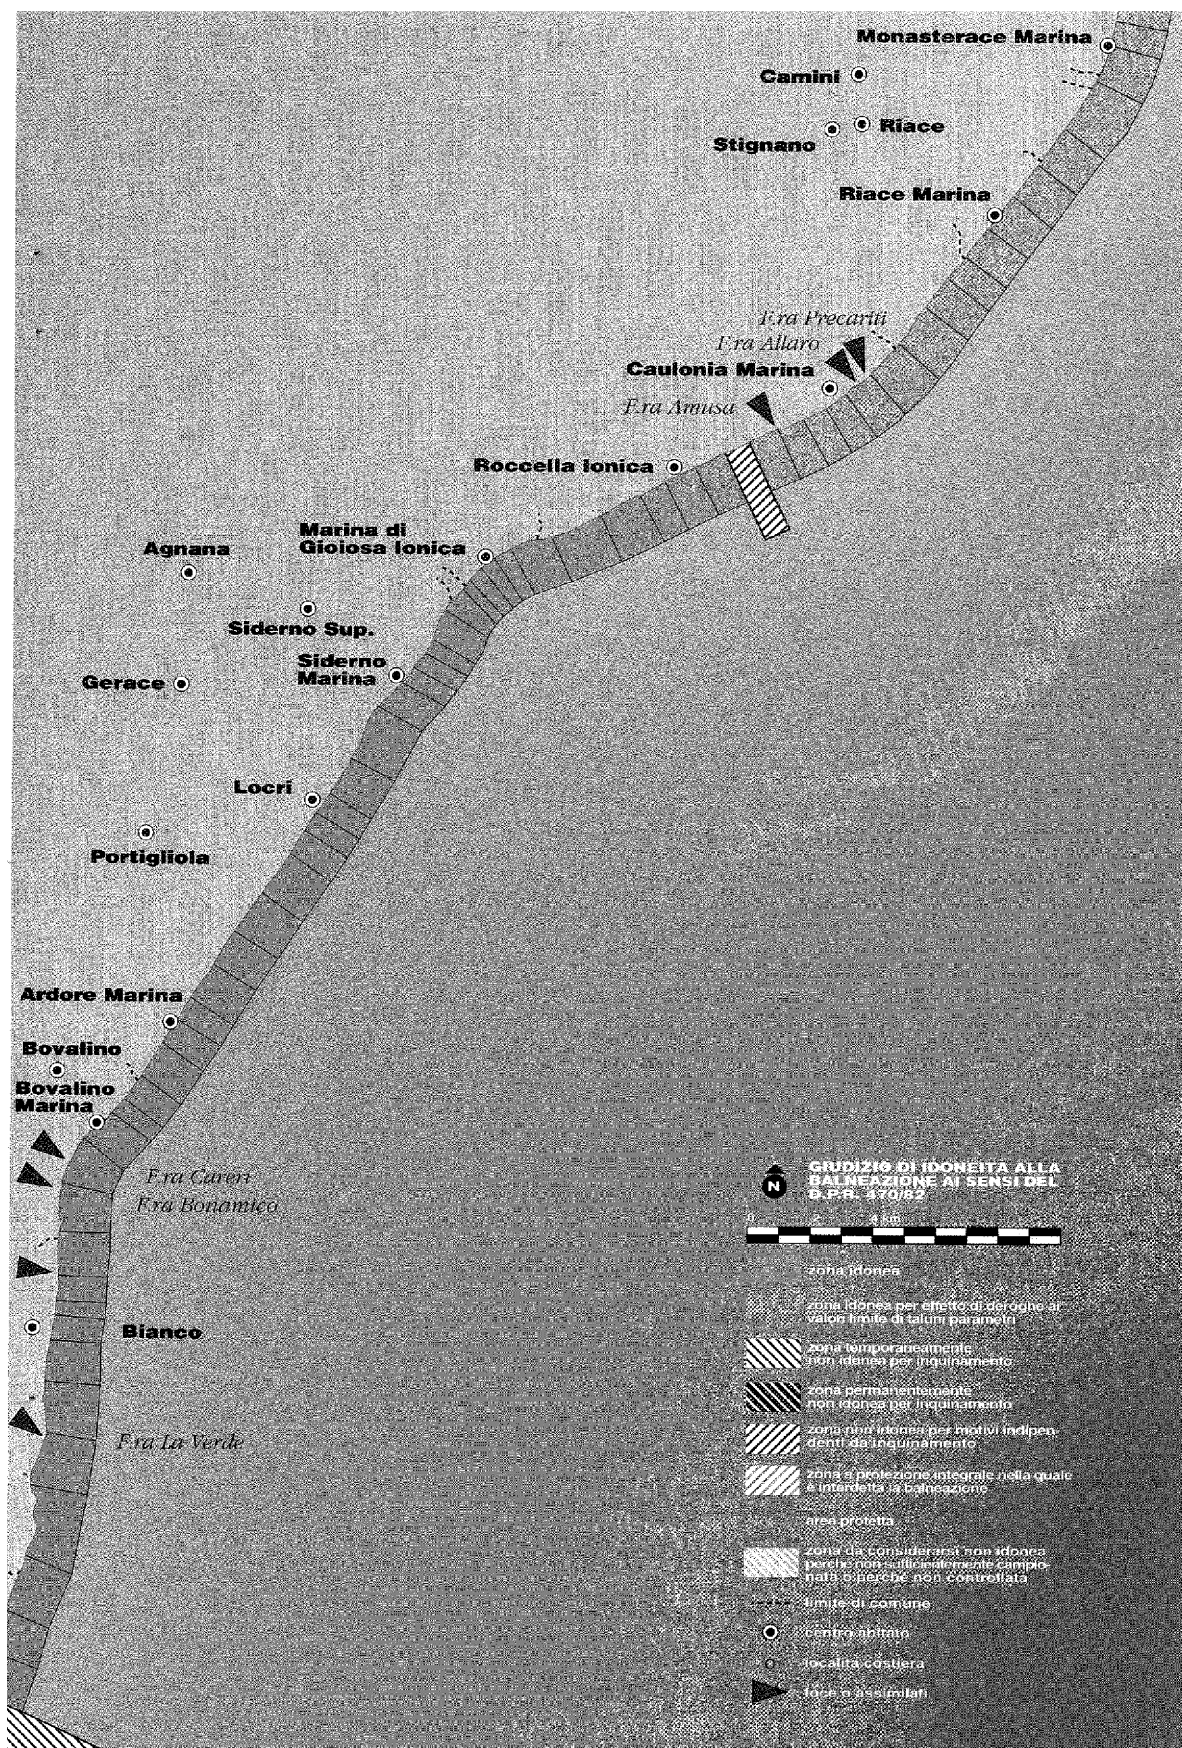 Monasterace Marina
Camini
Riace
Stignano
Riace Marina
F.ra Precariti
F.ra Allaro
Caulonia Marina
F.ra Amusa
Roccella Ionica
Marina di
Gioiosa Ionica
Agnana
Siderno Sup.
Siderno
Marina
Gerace
Locri
Portigliola
Ardore Marina
Bovalino
Bovalino
Marina
F.ra Careri
F.ra Bonamico
Bianco
F.ra La Verde
N
GIUDIZIO DI IDONEITÀ ALLA
BALNEAZIONE AI SENSI DEL
D.P.R. 470/82
0 2 4 km
zona idonea
zona idonea per effetto di deroghe ai
valori limite di taluni parametri
zona temporaneamente
non idonea per inquinamento
zona permanentemente
non idonea per inquinamento
zona non idonea per motivi indipen-
denti da inquinamento
zona a protezione integrale nella quale
è interdetta la balneazione
area protetta
zona da considerarsi non idonea
perché non sufficientemente campio-
nata o perché non controllata
limite di comune
centro abitato
località costiera
foce o assimilati